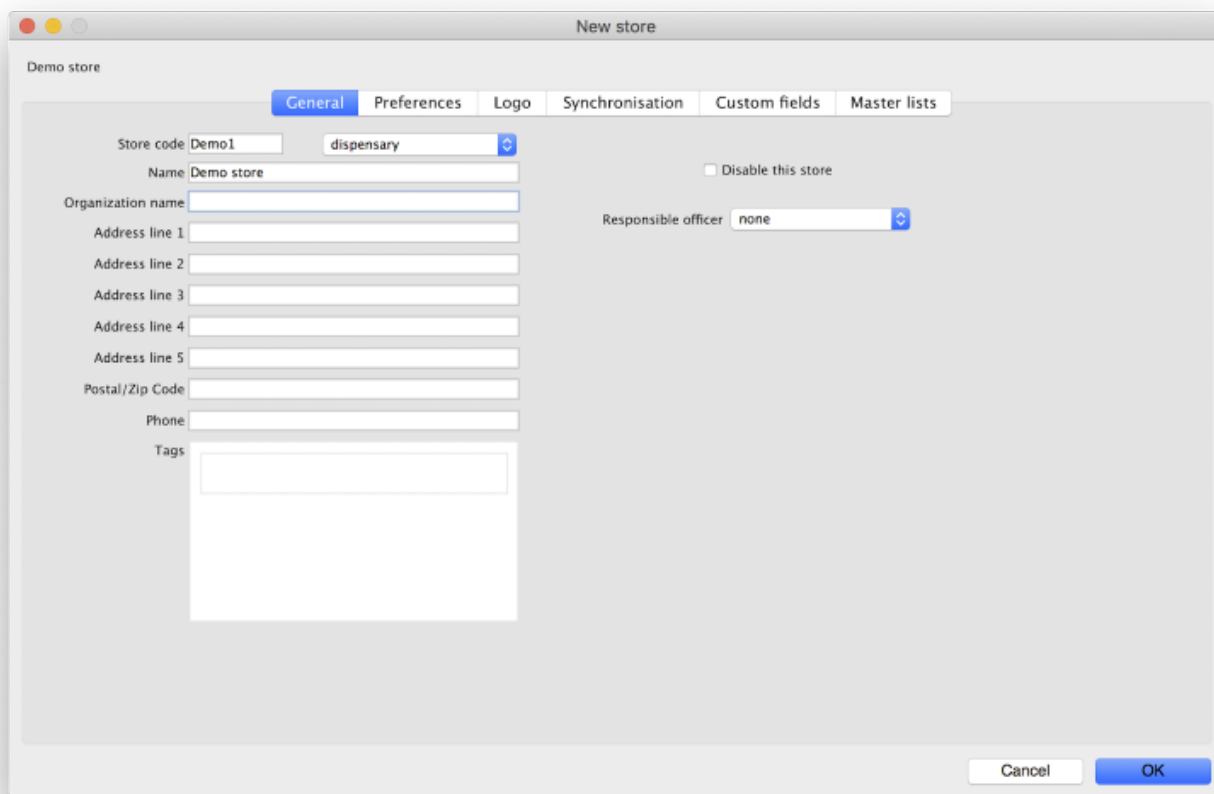 New store
Demo store
General Preferences Logo Synchronisation Custom fields Master lists
Store code Demo1 dispensary
Name Demo store
Disable this store
Organization name
Responsible officer none
Address line 1
Address line 2
Address line 3
Address line 4
Address line 5
Postal/Zip Code
Phone
Tags
Cancel OK